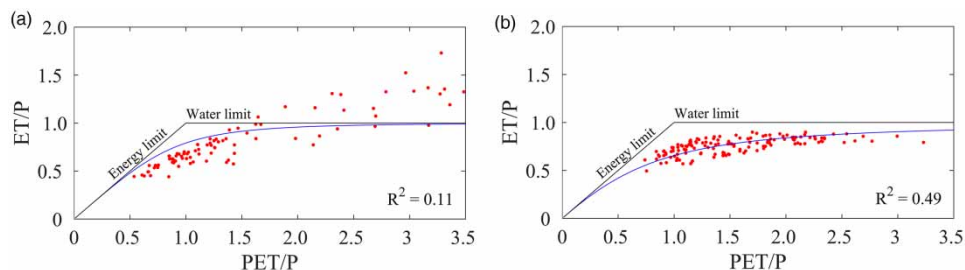 (a)
2.0
1.5
1.0
0.5
0
ET/P
Energy limit
Water limit
R² = 0.11
0 0.5 1.0 1.5 2.0 2.5 3.0 3.5
PET/P
(b)
2.0
1.5
1.0
0.5
0
ET/P
Energy limit
Water limit
R² = 0.49
0 0.5 1.0 1.5 2.0 2.5 3.0 3.5
PET/P